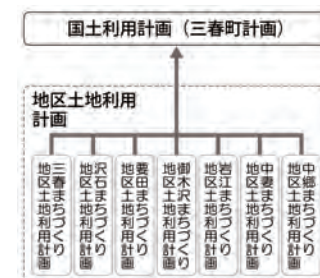 国土利用計画（三春町計画）
地区土地利用
計画
三春まちづくり
地区土地利用計画
沢石まちづくり
地区土地利用計画
要田まちづくり
地区土地利用計画
御木沢まちづくり
地区土地利用計画
岩江まちづくり
地区土地利用計画
中妻まちづくり
地区土地利用計画
中郷まちづくり
地区土地利用計画